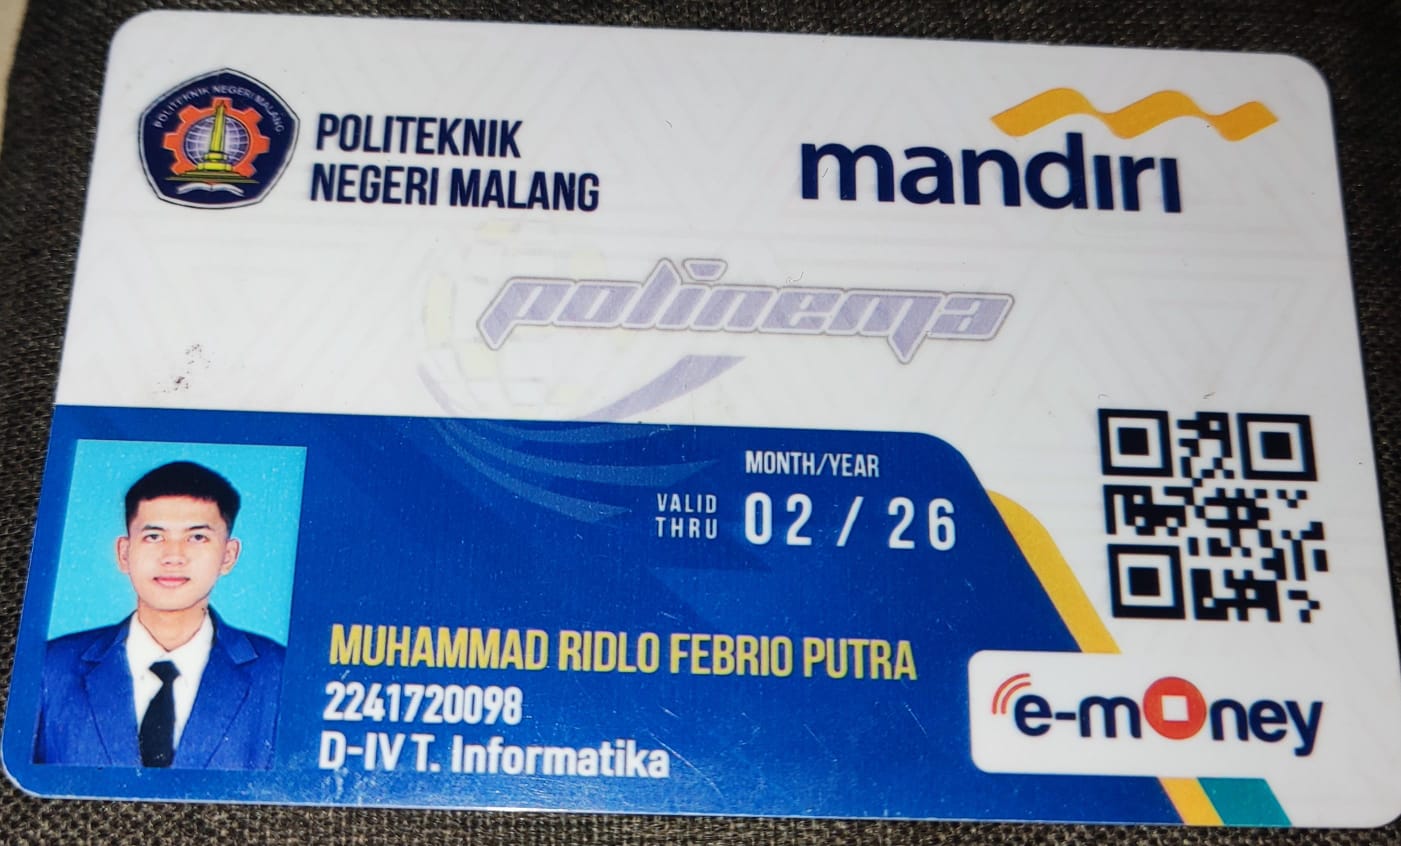 POLITEKNIK NEGERI MALANG
POLITEKNIK
NEGERI MALANG
mandiri
polinema
MONTH/YEAR
VALID
THRU
02 / 26
MUHAMMAD RIDLO FEBRIO PUTRA
2241720098
D-IV T. Informatika
e-money